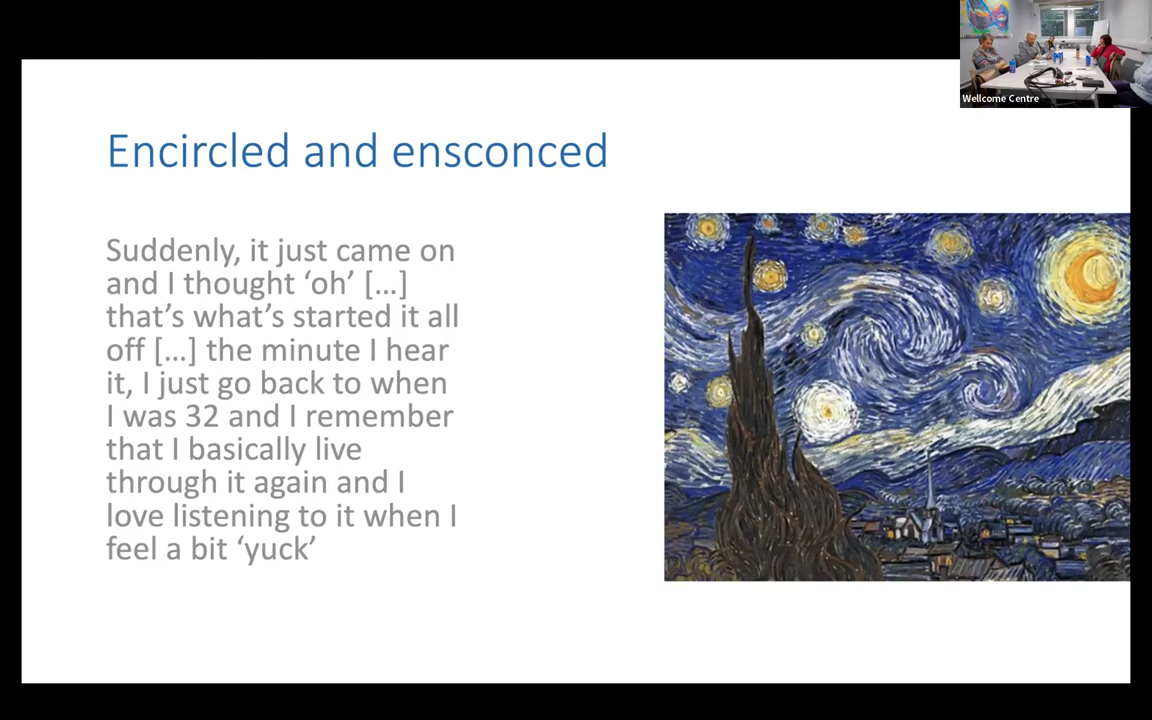 Wellcome Centre
Encircled and ensconced
Suddenly, it just came on
and I thought ‘oh’ […]
that’s what’s started it all
off […] the minute I hear
it, I just go back to when
I was 32 and I remember
that I basically live
through it again and I
love listening to it when I
feel a bit ‘yuck’